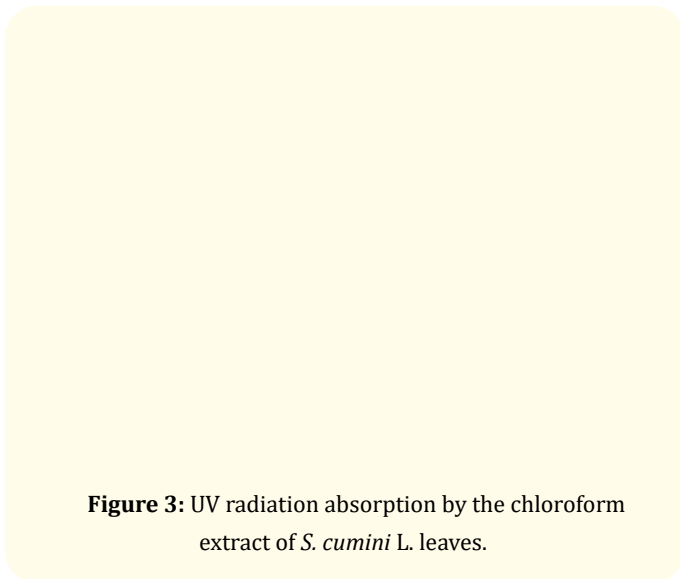 Figure 3: UV radiation absorption by the chloroform
extract of S. cumini L. leaves.